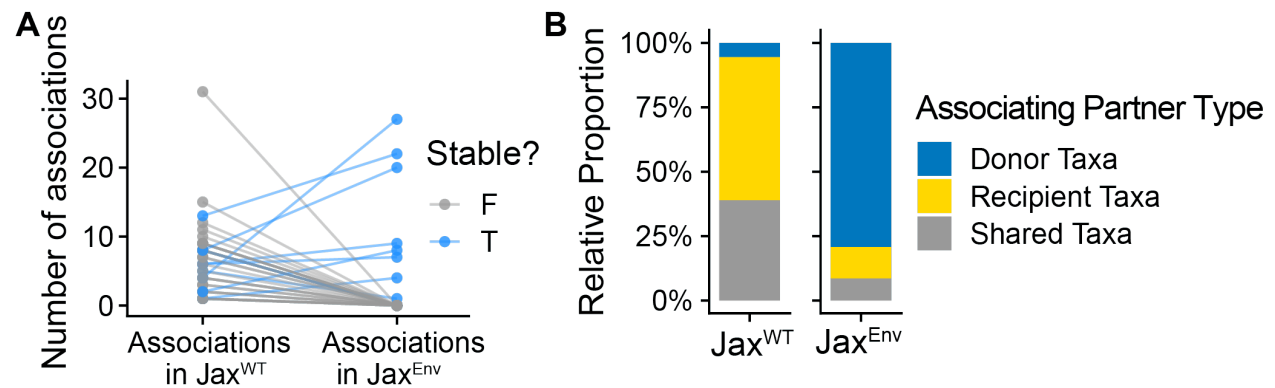 A
Number of associations
30
20
10
0
Associations
in Jax^WT
Associations
in Jax^Env
Stable?
F
T
B
Relative Proportion
100%
75%
50%
25%
0%
Jax^WT
Jax^Env
Associating Partner Type
Donor Taxa
Recipient Taxa
Shared Taxa